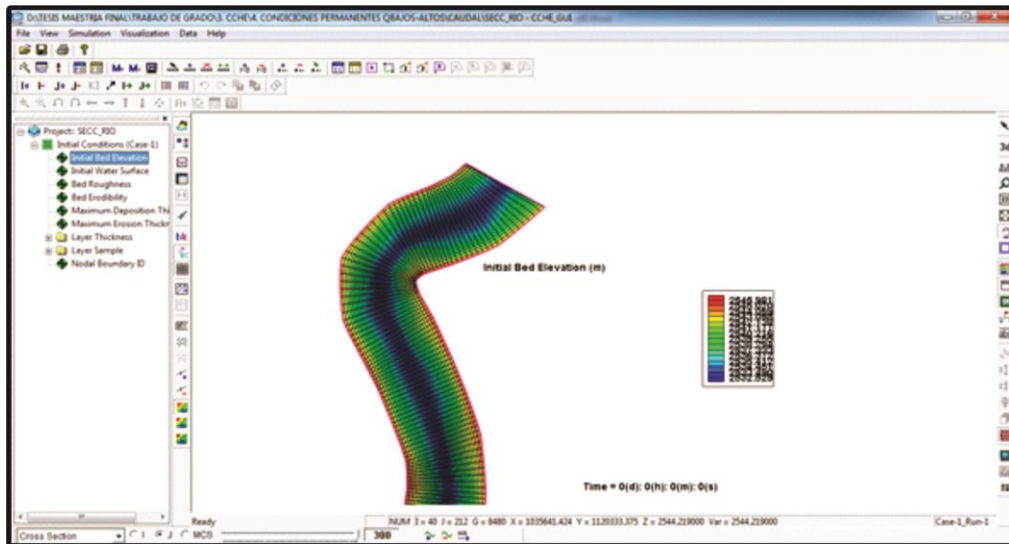 D:\TESIS MAESTRIA FINAL\TRABAJO DE GRADO\3. CCHE\4. CONDICIONES PERMANENTES QBAJOS-ALTOS\CAUDAL\SECC_RIO - CCHE_GUI
File View Simulation Visualization Data Help
Project: SECC_RIO
Initial Conditions (Case-1)
Initial Bed Elevation
Initial Water Surface
Bed Roughness
Bed Erodibility
Maximum Deposition Thi
Maximum Erosion Thickn
Layer Thickness
Layer Sample
Nodal Boundary ID
Initial Bed Elevation (m)
Time = 0(d): 0(h): 0(m): 0(s)
Ready
NUM I = 40 J = 212 G = 8480 X = 1035641.424 Y = 1120333.375 Z = 2544.219000 Var = 2544.219000
Case-1_Run-1
Cross Section
I
J
MCS
300